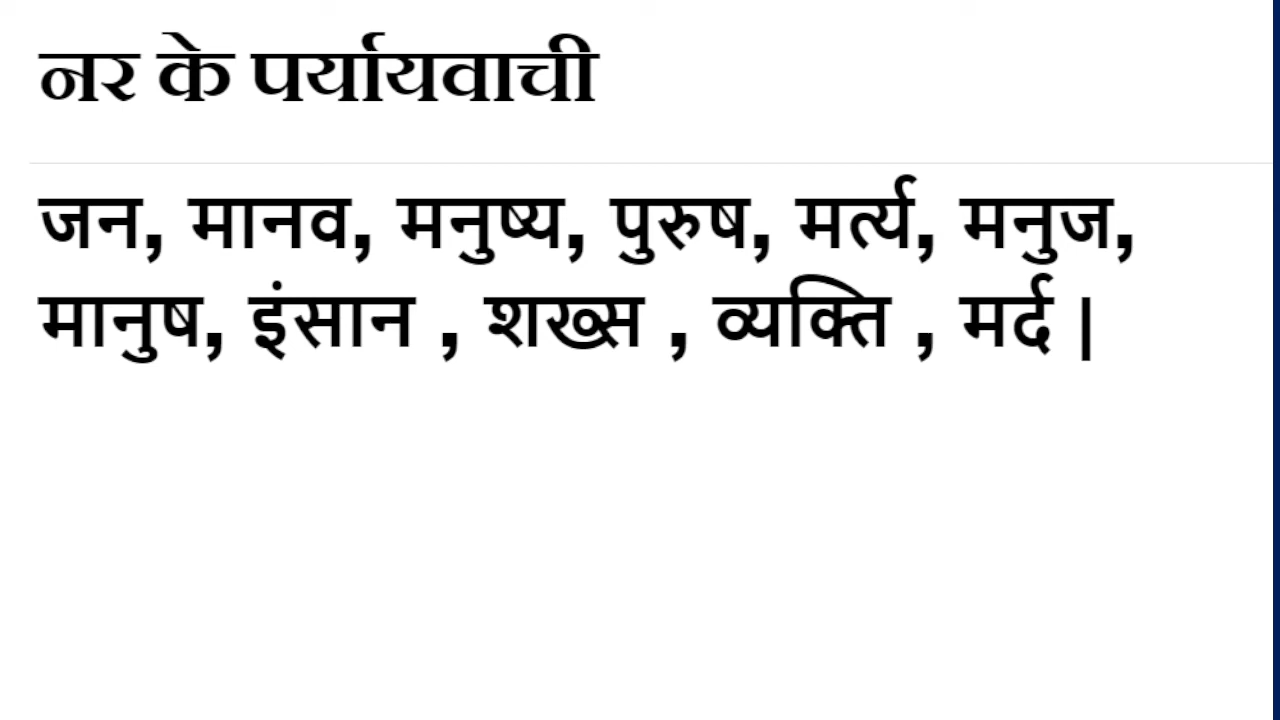 नर के पर्यायवाची
जन, मानव, मनुष्य, पुरुष, मर्त्य, मनुज,
मानुष, इंसान , शख्स , व्यक्ति , मर्द |